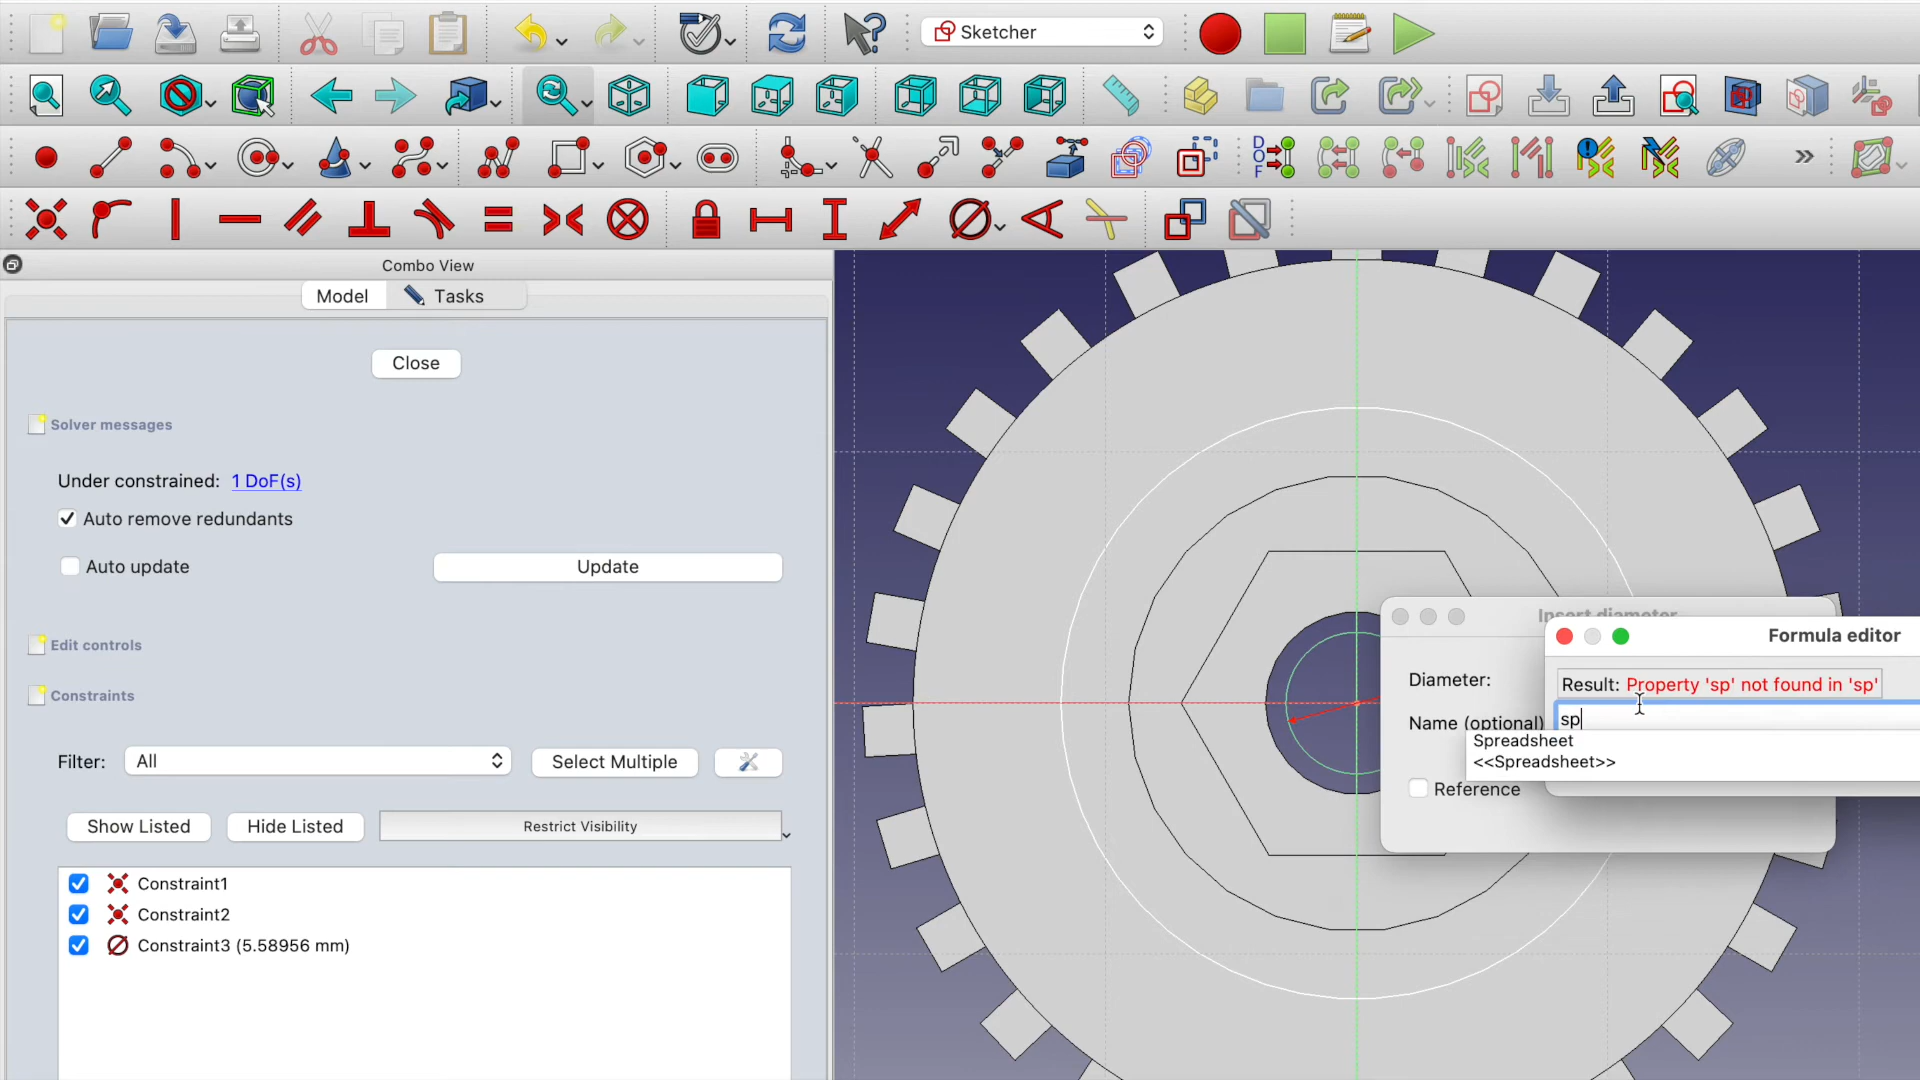 Sketcher
DOF
Combo View
Model
Tasks
Close
Solver messages
Under constrained: 1 DoF(s)
Auto remove redundants
Auto update
Update
Edit controls
Constraints
Filter:
All
Select Multiple
Show Listed
Hide Listed
Restrict Visibility
Constraint1
Constraint2
Constraint3 (5.58956 mm)
Insert diameter
Diameter:
Name (optional)
Reference
Formula editor
Result: Property 'sp' not found in 'sp'
sp
Spreadsheet
<<Spreadsheet>>